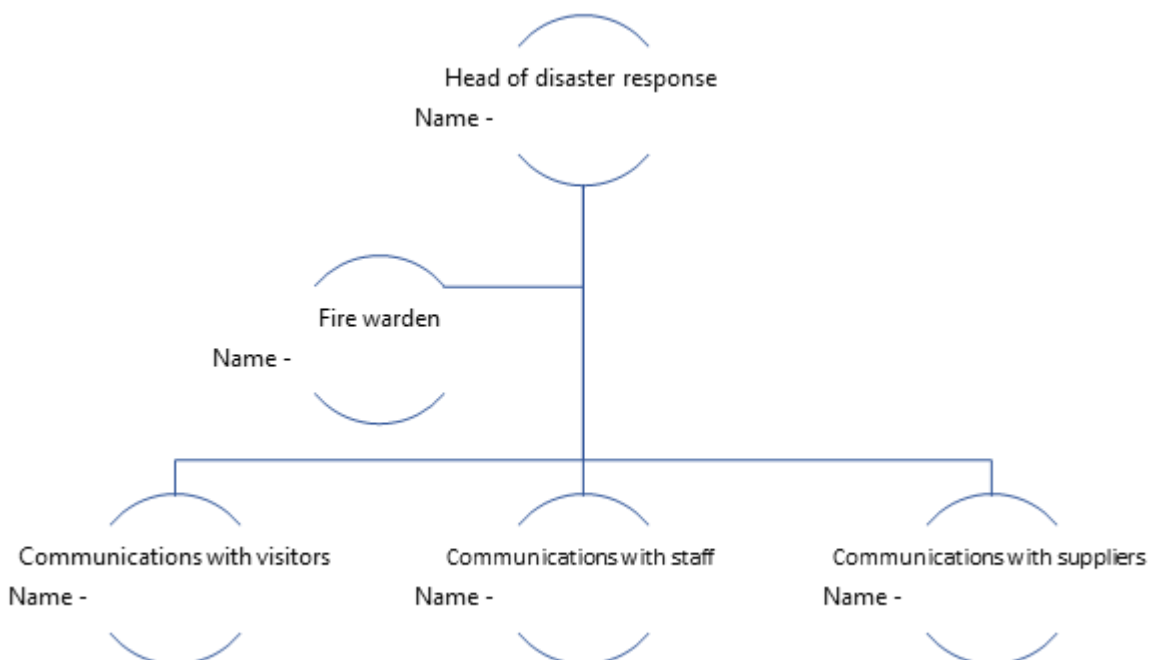 Head of disaster response
Name -
Fire warden
Name -
Communications with visitors
Name -
Communications with staff
Name -
Communications with suppliers
Name -